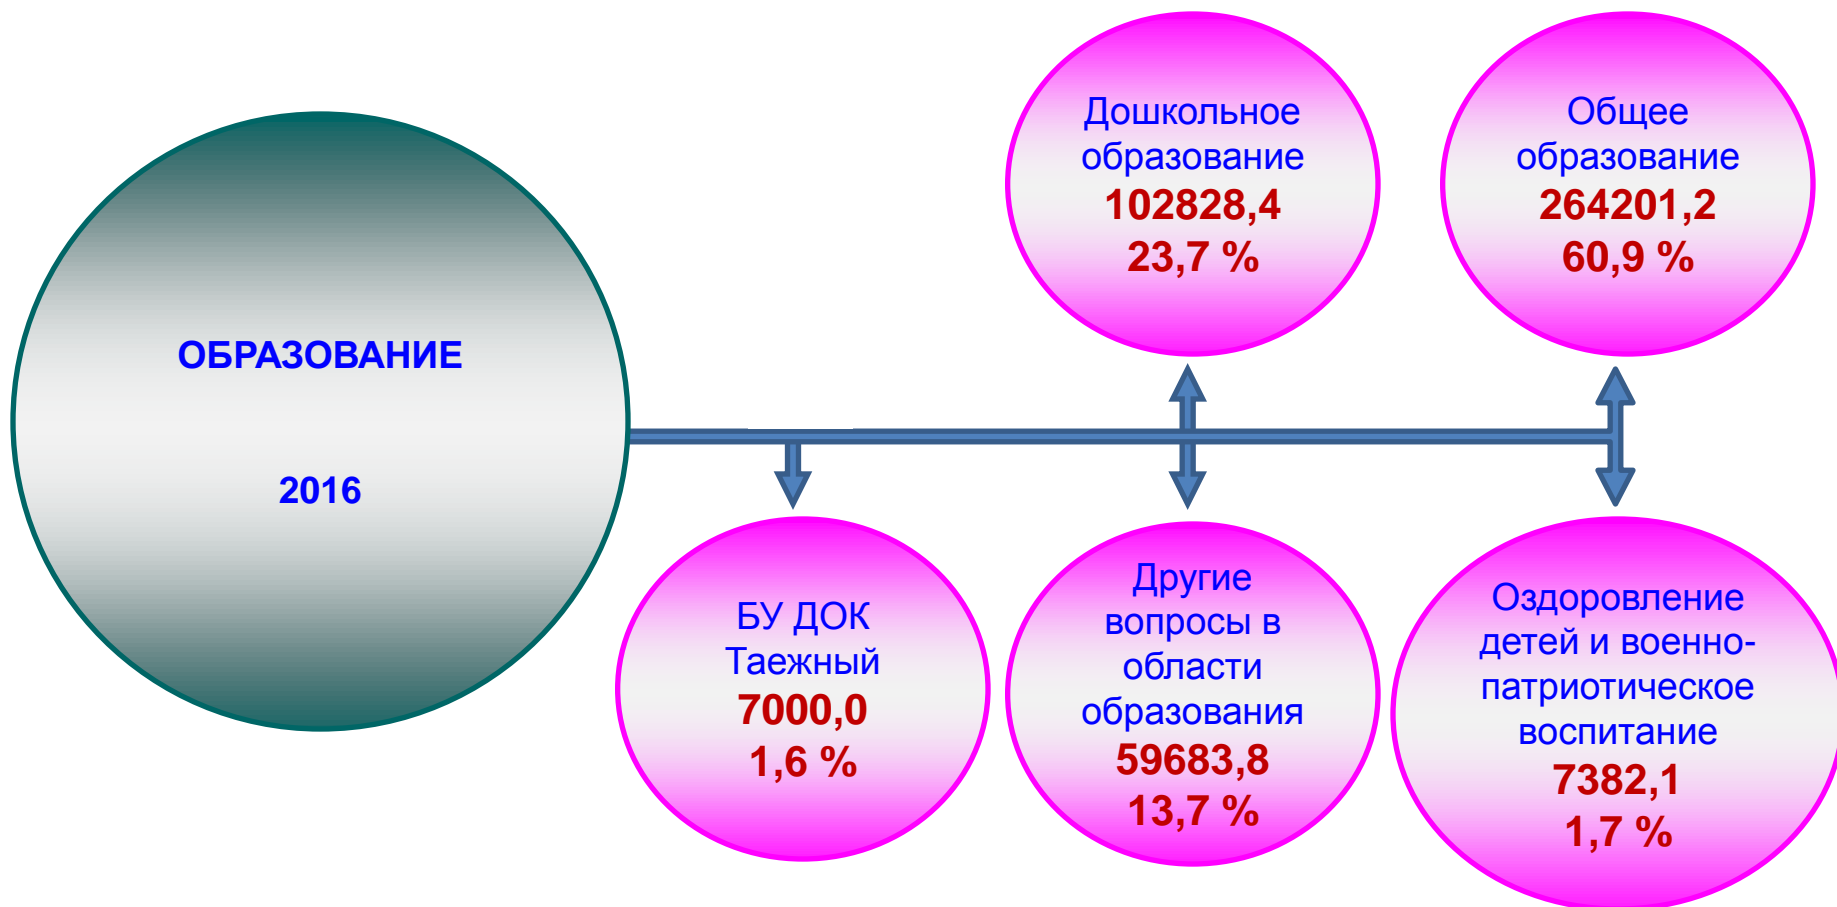 ОБРАЗОВАНИЕ
2016
Дошкольное
образование
102828,4
23,7 %
Общее
образование
264201,2
60,9 %
БУ ДОК
Таежный
7000,0
1,6 %
Другие
вопросы в
области
образования
59683,8
13,7 %
Оздоровление
детей и военно-
патриотическое
воспитание
7382,1
1,7 %